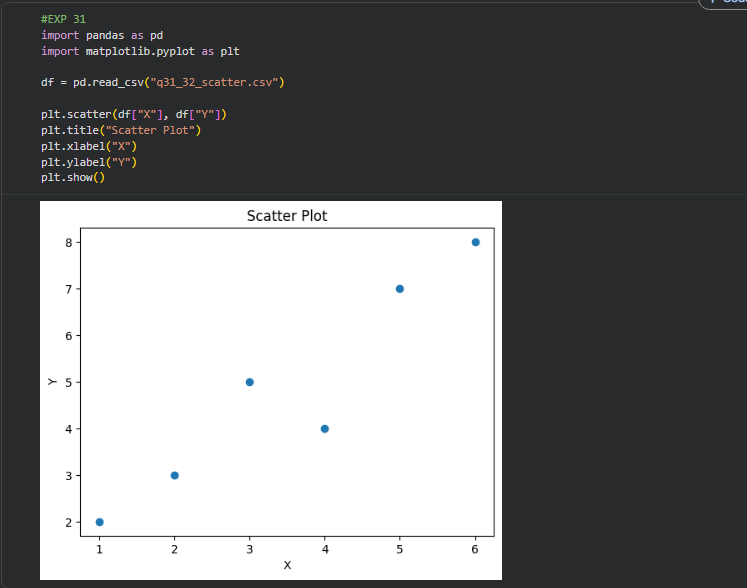 #EXP 31
import pandas as pd
import matplotlib.pyplot as plt
df = pd.read_csv("q31_32_scatter.csv")
plt.scatter(df["X"], df["Y"])
plt.title("Scatter Plot")
plt.xlabel("X")
plt.ylabel("Y")
plt.show()
Scatter Plot
8
7
6
5
4
3
2
Y
1 2 3 4 5 6
X